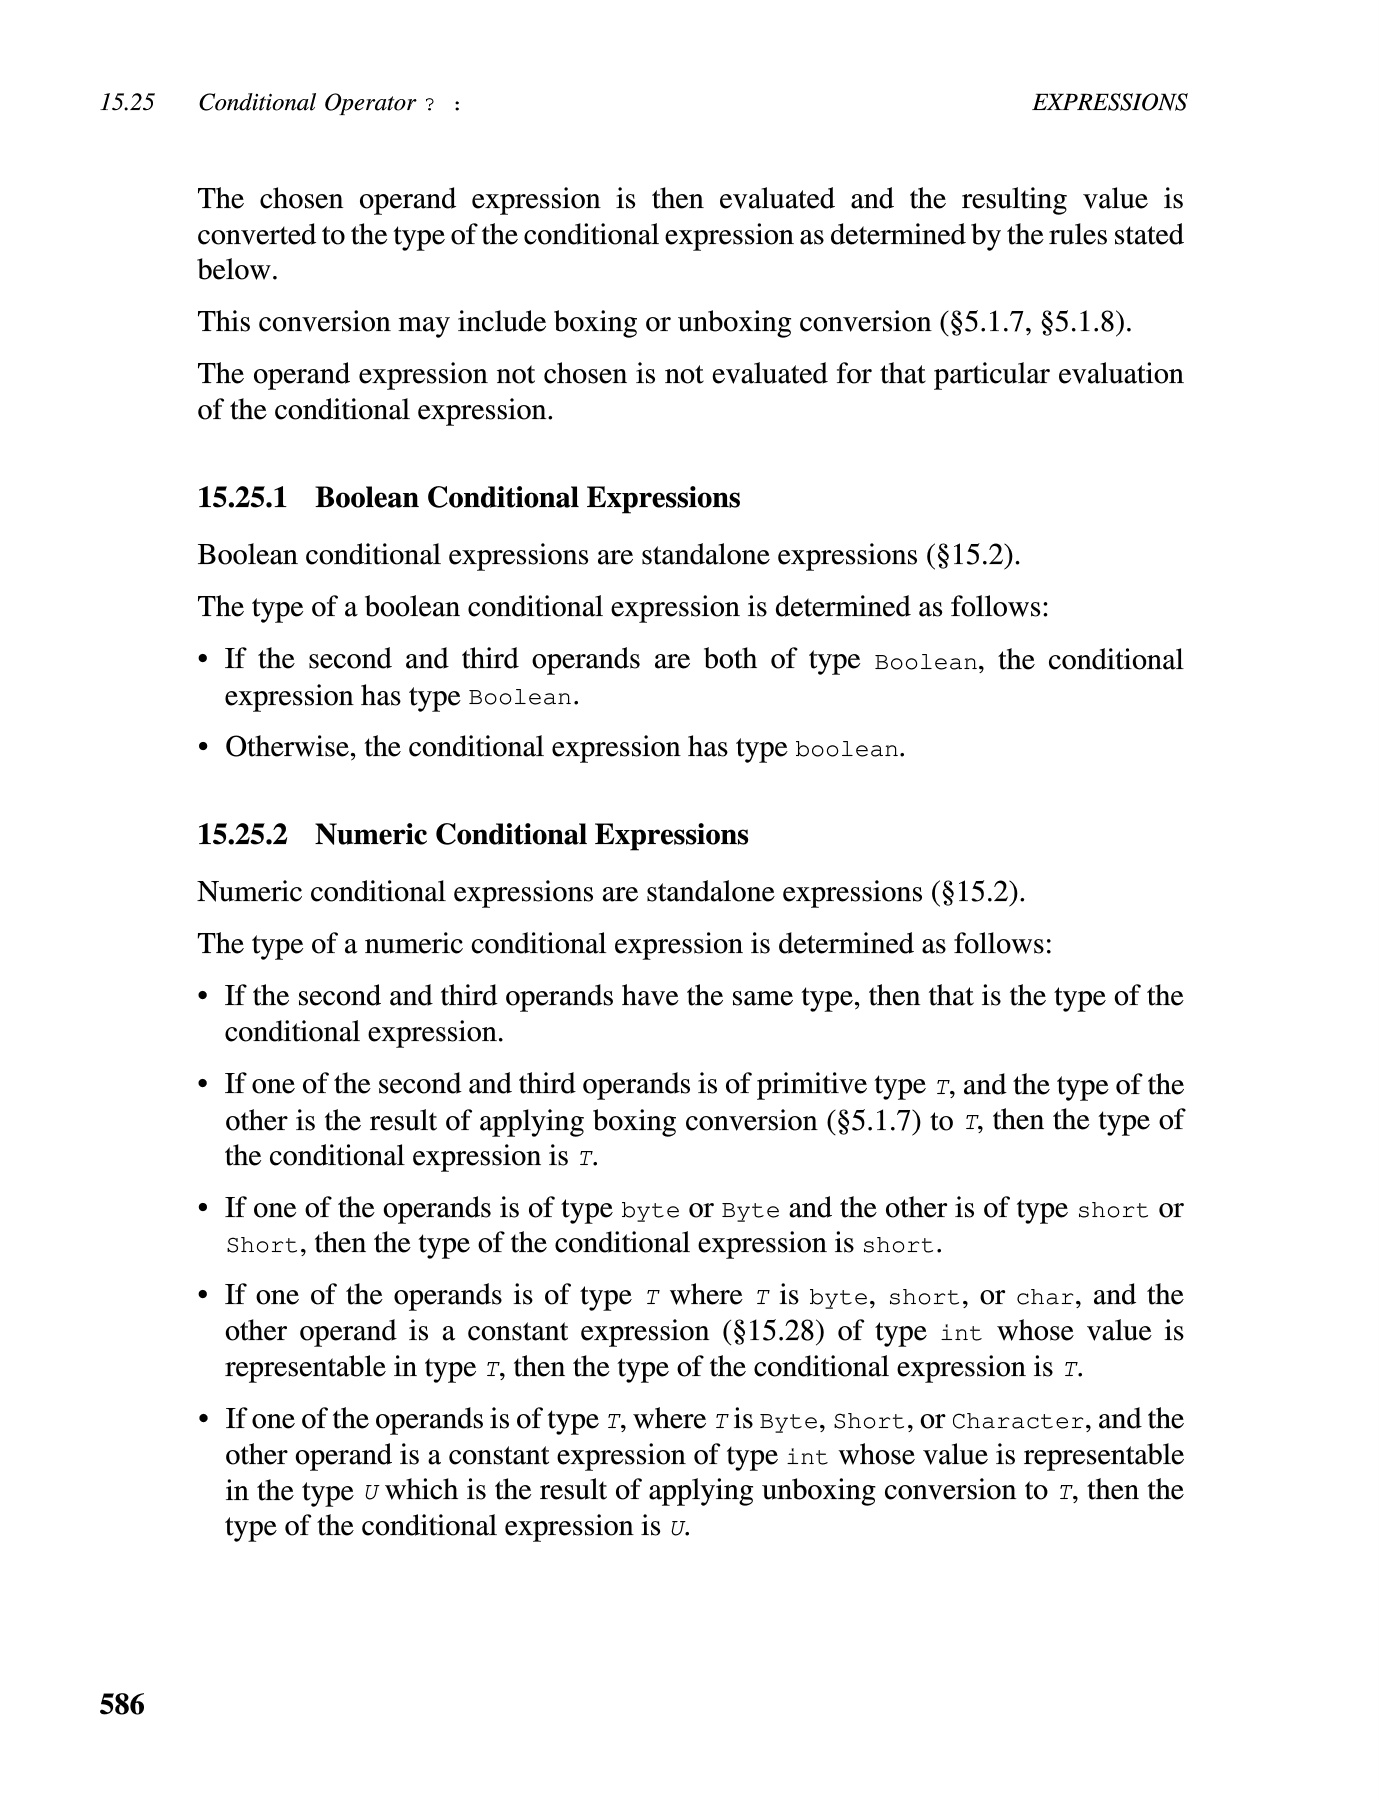 15.25 Conditional Operator ? : EXPRESSIONS
The chosen operand expression is then evaluated and the resulting value is
converted to the type of the conditional expression as determined by the rules stated
below.
This conversion may include boxing or unboxing conversion (§5.1.7, §5.1.8).
The operand expression not chosen is not evaluated for that particular evaluation
of the conditional expression.
15.25.1 Boolean Conditional Expressions
Boolean conditional expressions are standalone expressions (§15.2).
The type of a boolean conditional expression is determined as follows:
• If the second and third operands are both of type Boolean, the conditional
expression has type Boolean.
• Otherwise, the conditional expression has type boolean.
15.25.2 Numeric Conditional Expressions
Numeric conditional expressions are standalone expressions (§15.2).
The type of a numeric conditional expression is determined as follows:
• If the second and third operands have the same type, then that is the type of the
conditional expression.
• If one of the second and third operands is of primitive type T, and the type of the
other is the result of applying boxing conversion (§5.1.7) to T, then the type of
the conditional expression is T.
• If one of the operands is of type byte or Byte and the other is of type short or
Short, then the type of the conditional expression is short.
• If one of the operands is of type T where T is byte, short, or char, and the
other operand is a constant expression (§15.28) of type int whose value is
representable in type T, then the type of the conditional expression is T.
• If one of the operands is of type T, where T is Byte, Short, or Character, and the
other operand is a constant expression of type int whose value is representable
in the type U which is the result of applying unboxing conversion to T, then the
type of the conditional expression is U.
586